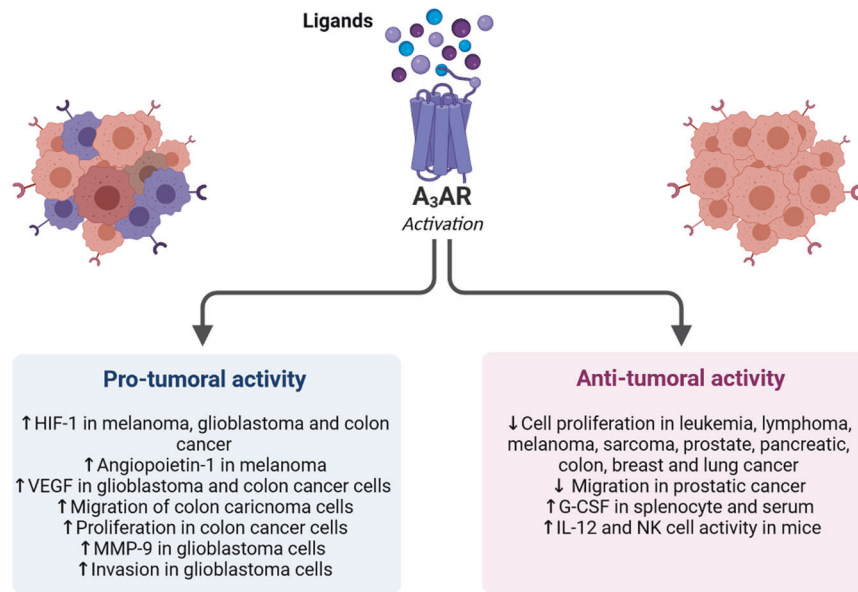 Ligands
A₃AR
Activation
Pro-tumoral activity
↑HIF-1 in melanoma, glioblastoma and colon
cancer
↑Angiopoietin-1 in melanoma
↑VEGF in glioblastoma and colon cancer cells
↑Migration of colon caricnoma cells
↑Proliferation in colon cancer cells
↑MMP-9 in glioblastoma cells
↑Invasion in glioblastoma cells
Anti-tumoral activity
↓Cell proliferation in leukemia, lymphoma,
melanoma, sarcoma, prostate, pancreatic,
colon, breast and lung cancer
↓ Migration in prostatic cancer
↑G-CSF in splenocyte and serum
↑IL-12 and NK cell activity in mice